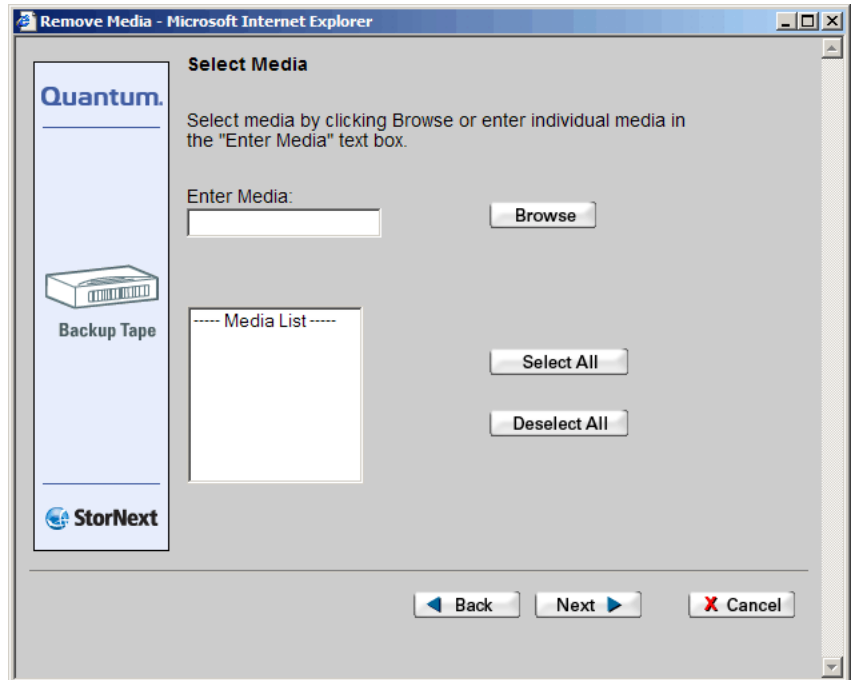 Remove Media - Microsoft Internet Explorer
Quantum.
Backup Tape
StorNext
Select Media
Select media by clicking Browse or enter individual media in
the "Enter Media" text box.
Enter Media:
Browse
----- Media List -----
Select All
Deselect All
Back
Next
X Cancel